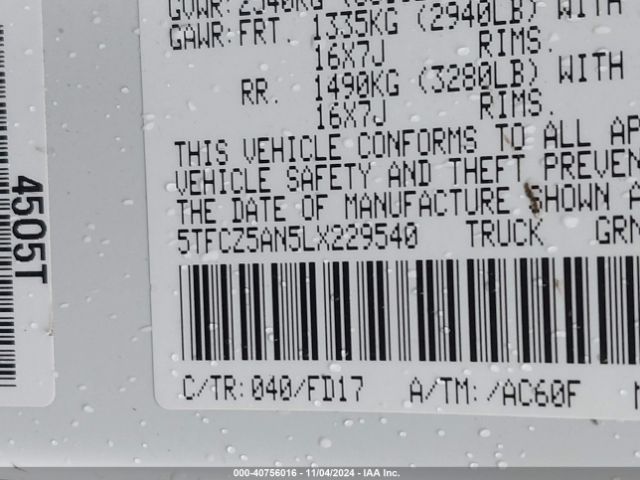 GVWR:2540KG
GAWR:FRT. 1335KG (2940LB) WITH
16X7J RIMS.
RR. 1490KG (3280LB) WITH
16X7J RIMS.
THIS VEHICLE CONFORMS TO ALL AP
VEHICLE SAFETY AND THEFT PREVEN
THE DATE OF MANUFACTURE SHOWN A
5TFCZ5AN5LX229540 TRUCK GRN
C/TR:040/FD17 A/TM:/AC60F
4505T
000-40756016 - 11/04/2024 - IAA Inc.